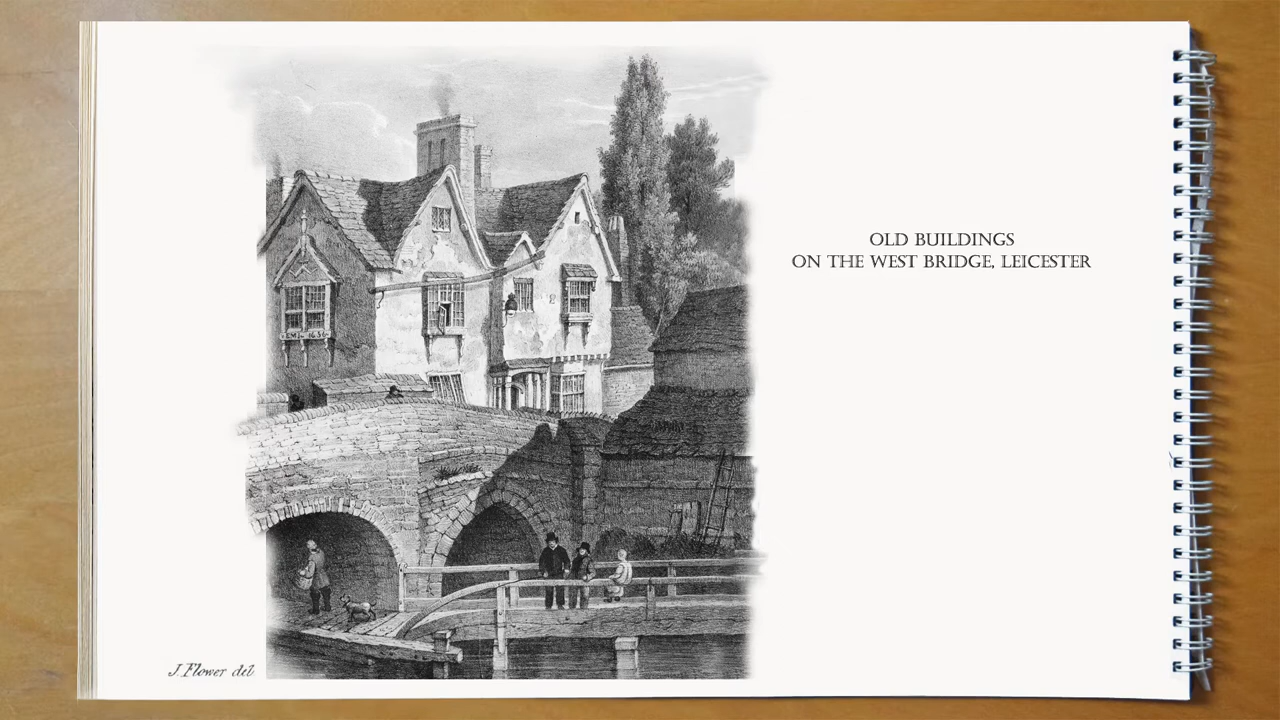 OLD BUILDINGS
ON THE WEST BRIDGE, LEICESTER
J. Flower del.